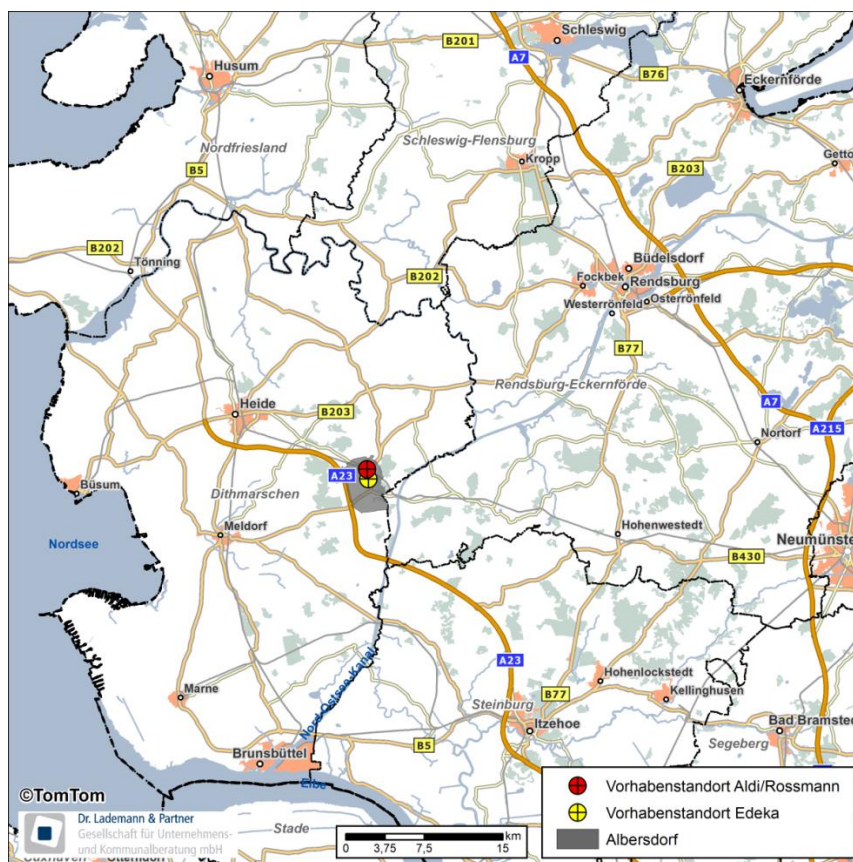 Schleswig
Husum
B201
A7
B76
Eckernförde
Nordfriesland
Schleswig-Flensburg
Kropp
B203
Getto
B5
B202
Tönning
B202
Büdelsdorf
Fockbek
Rendsburg
Westerrönfeld
Osterrönfeld
B77
Rendsburg-Eckernförde
Heide
B203
A7
A215
Nortorf
A23
Büsum
Dithmarschen
Meldorf
Hohenwestedt
Nordsee
Neumünste
B430
Nord-Ostsee-Kanal
A23
Hohenlockstedt
B77
Marne
Steinburg
Kellinghusen
Itzehoe
Bad Bramsted
B5
Segeberg
Brunsbüttel
Elbe
©TomTom
Vorhabenstandort Aldi/Rossmann
Vorhabenstandort Edeka
Albersdorf
Dr. Lademann & Partner
Gesellschaft für Unternehmens-
und Kommunalberatung mbH
Stade
km
0 3,75 7,5 15